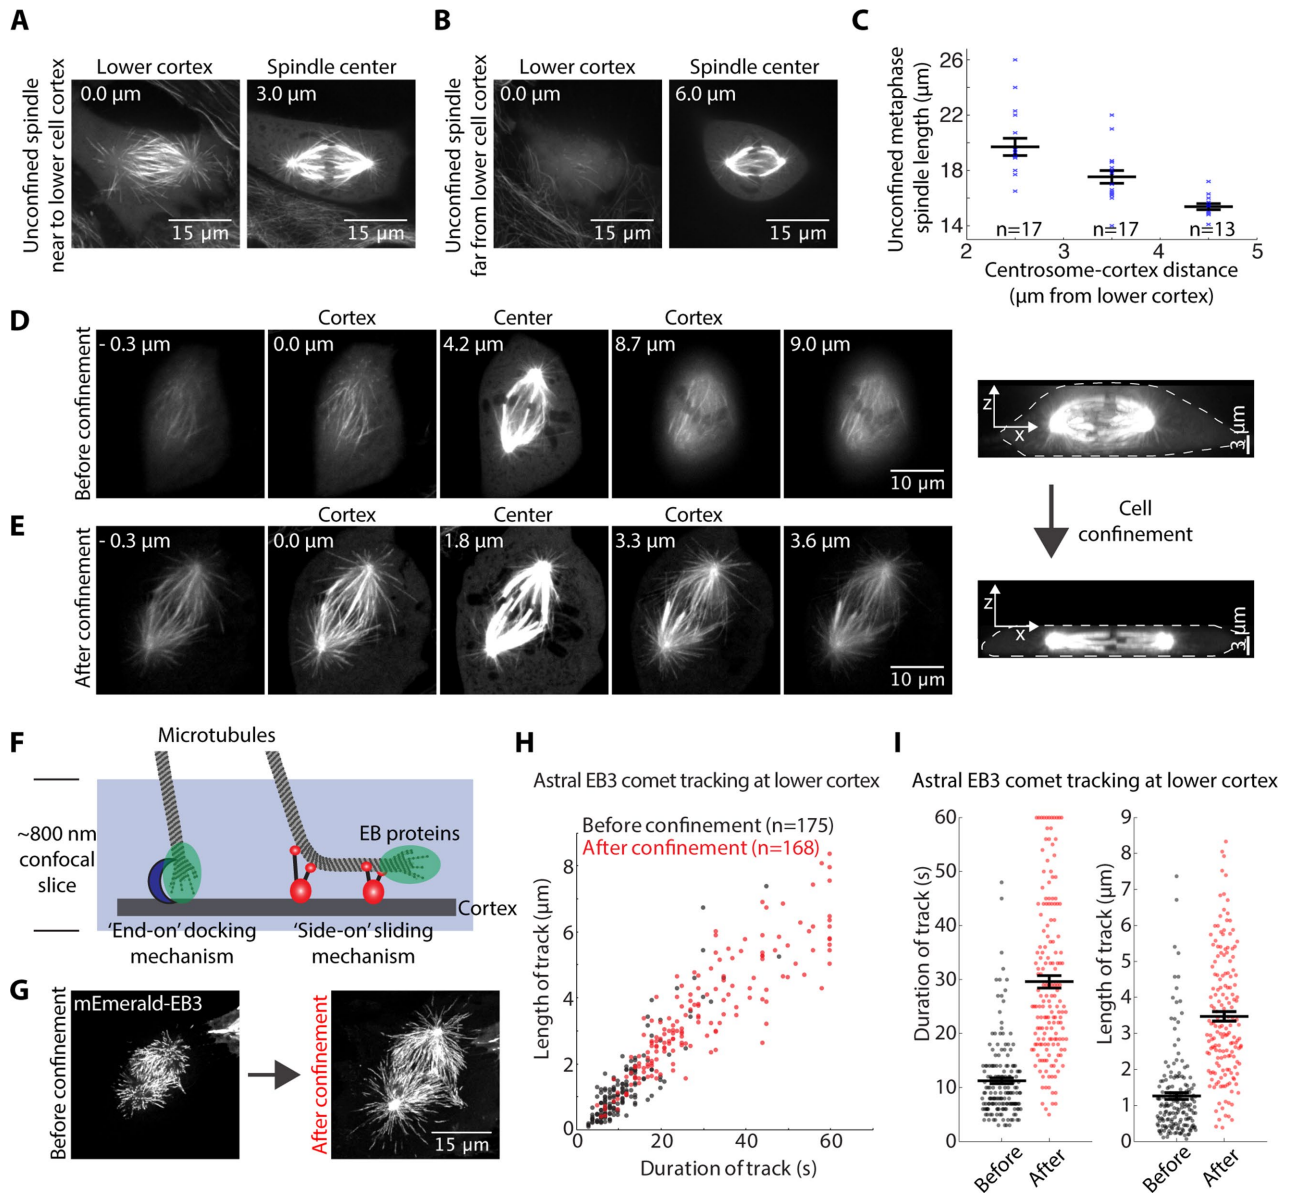 A
Unconfined spindle
near to lower cell cortex
Lower cortex
Spindle center
0.0 µm
3.0 µm
15 µm
15 µm
B
Unconfined spindle
far from lower cell cortex
Lower cortex
Spindle center
0.0 µm
6.0 µm
15 µm
15 µm
C
Unconfined metaphase
spindle length (µm)
26
22
18
14
n=17
n=17
n=13
2
3
4
5
Centrosome-cortex distance
(µm from lower cortex)
D
Before confinement
Cortex
Center
Cortex
- 0.3 µm
0.0 µm
4.2 µm
8.7 µm
9.0 µm
10 µm
z
x
3 µm
Cell
confinement
E
After confinement
Cortex
Center
Cortex
- 0.3 µm
0.0 µm
1.8 µm
3.3 µm
3.6 µm
10 µm
z
x
3 µm
F
Microtubules
~800 nm
confocal
slice
EB proteins
Cortex
‘End-on’ docking
mechanism
‘Side-on’ sliding
mechanism
G
Before confinement
mEmerald-EB3
After confinement
15 µm
H
Astral EB3 comet tracking at lower cortex
Before confinement (n=175)
After confinement (n=168)
Length of track (µm)
8
6
4
2
0
0
20
40
60
Duration of track (s)
I
Astral EB3 comet tracking at lower cortex
Duration of track (s)
60
50
40
30
20
10
0
Before
After
Length of track (µm)
9
8
7
6
5
4
3
2
1
0
Before
After